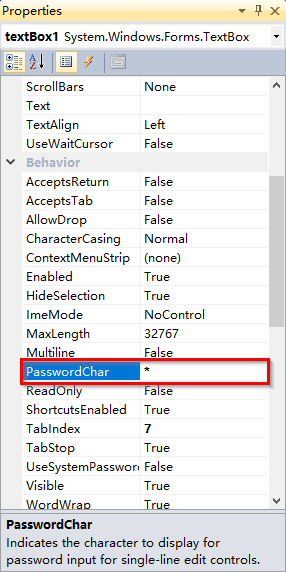 Properties
textBox1 System.Windows.Forms.TextBox
ScrollBars None
Text
TextAlign Left
UseWaitCursor False
Behavior
AcceptsReturn False
AcceptsTab False
AllowDrop False
CharacterCasing Normal
ContextMenuStrip (none)
Enabled True
HideSelection True
ImeMode NoControl
MaxLength 32767
Multiline False
PasswordChar *
ReadOnly False
ShortcutsEnabled True
TabIndex 7
TabStop True
UseSystemPassword False
Visible True
WordWrap True
PasswordChar
Indicates the character to display for
password input for single-line edit controls.